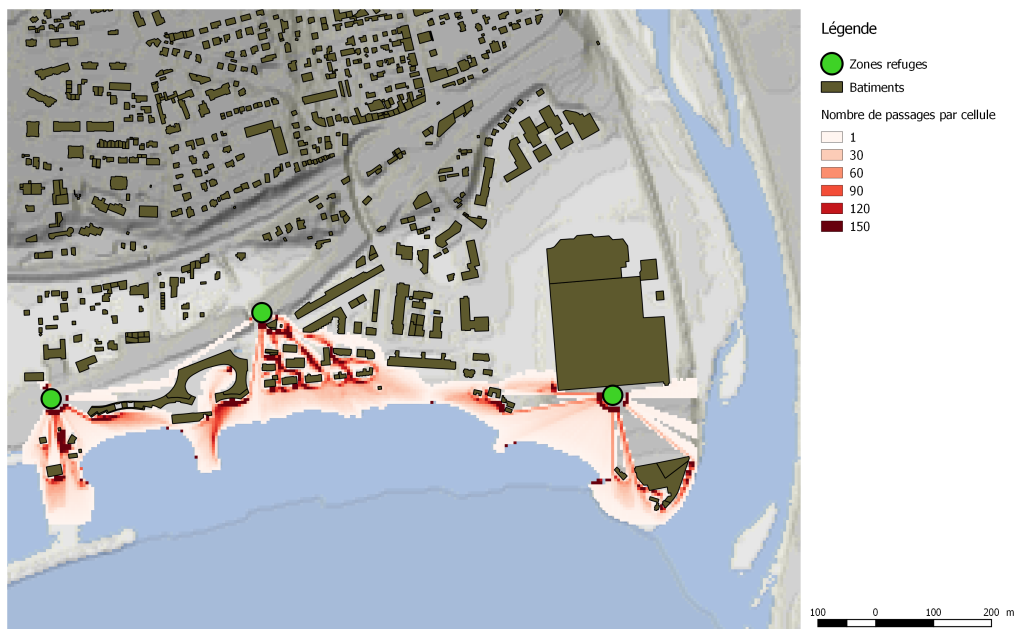 Légende
Zones refuges
Batiments
Nombre de passages par cellule
1
30
60
90
120
150
100 0 100 200 m